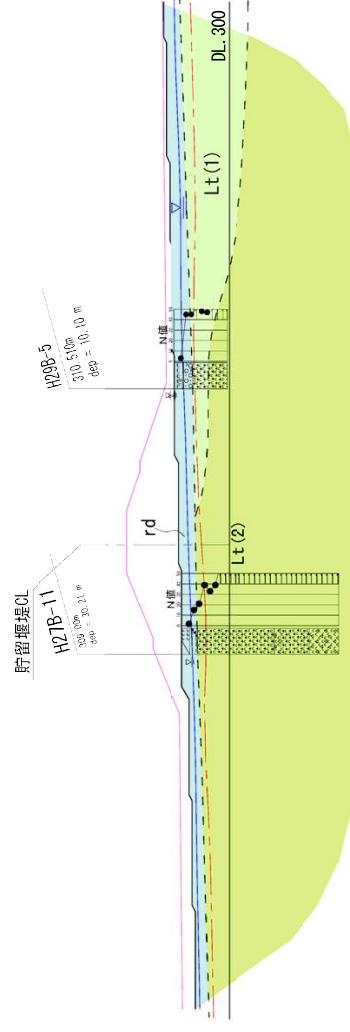 貯留堰堤CL
H27B-11
309.00m
dep = 30.21 m
H29B-5
310.510m
dep = 10.10 m
N値
N値
rd
Lt(2)
Lt(1)
DL.300